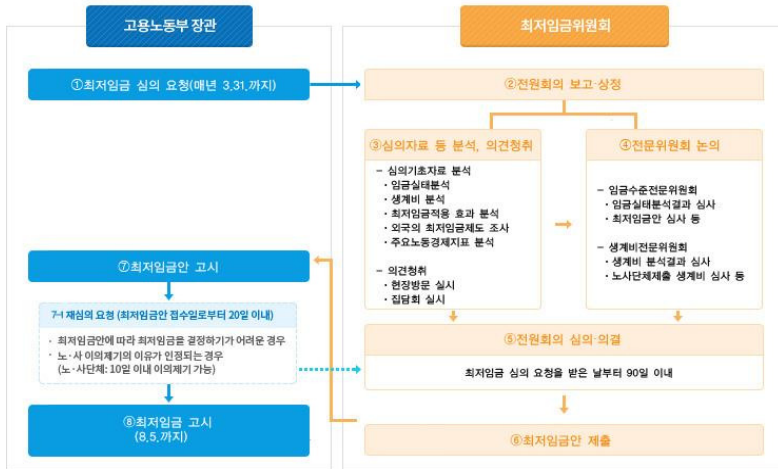 고용노동부 장관
최저임금위원회
①최저임금 심의 요청(매년 3.31.까지)
②전원회의 보고·상정
③심의자료 등 분석, 의견청취
- 심의기초자료 분석
· 임금실태분석
· 생계비 분석
· 최저임금적용 효과 분석
· 외국의 최저임금제도 조사
· 주요노동경제지표 분석
- 의견청취
· 현장방문 실시
· 집담회 실시
④전문위원회 논의
- 임금수준전문위원회
· 임금실태분석결과 심사
· 최저임금안 심사 등
- 생계비전문위원회
· 생계비 분석결과 심사
· 노사단체제출 생계비 심사 등
⑤전원회의 심의·의결
최저임금 심의 요청을 받은 날부터 90일 이내
⑥최저임금안 제출
⑦최저임금안 고시
7-1 재심의 요청 (최저임금안 접수일로부터 20일 이내)
· 최저임금안에 따라 최저임금을 결정하기가 어려운 경우
· 노·사 이의제기의 이유가 인정되는 경우
(노·사단체: 10일 이내 이의제기 가능)
⑧최저임금 고시
(8.5.까지)